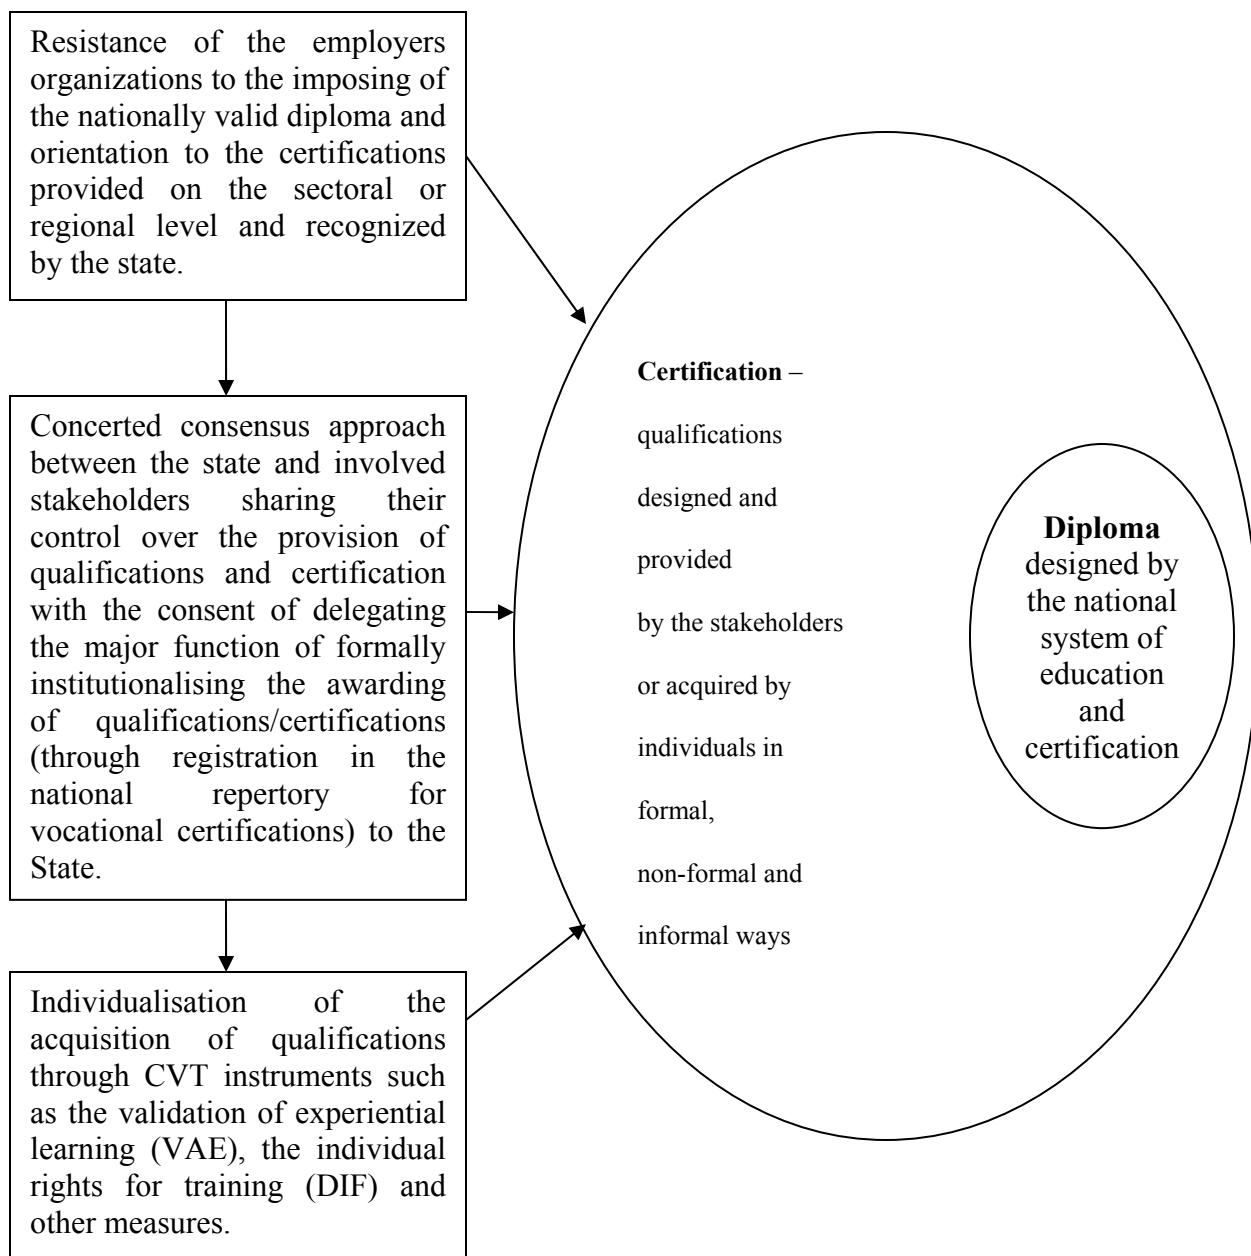 Resistance of the employers
organizations to the imposing of
the nationally valid diploma and
orientation to the certifications
provided on the sectoral or
regional level and recognized
by the state.
Concerted consensus approach
between the state and involved
stakeholders sharing their
control over the provision of
qualifications and certification
with the consent of delegating
the major function of formally
institutionalising the awarding
of qualifications/certifications
(through registration in the
national repertory for
vocational certifications) to the
State.
Individualisation of the
acquisition of qualifications
through CVT instruments such
as the validation of experiential
learning (VAE), the individual
rights for training (DIF) and
other measures.
Certification –
qualifications
designed and
provided
by the stakeholders
or acquired by
individuals in
formal,
non-formal and
informal ways
Diploma
designed by
the national
system of
education
and
certification